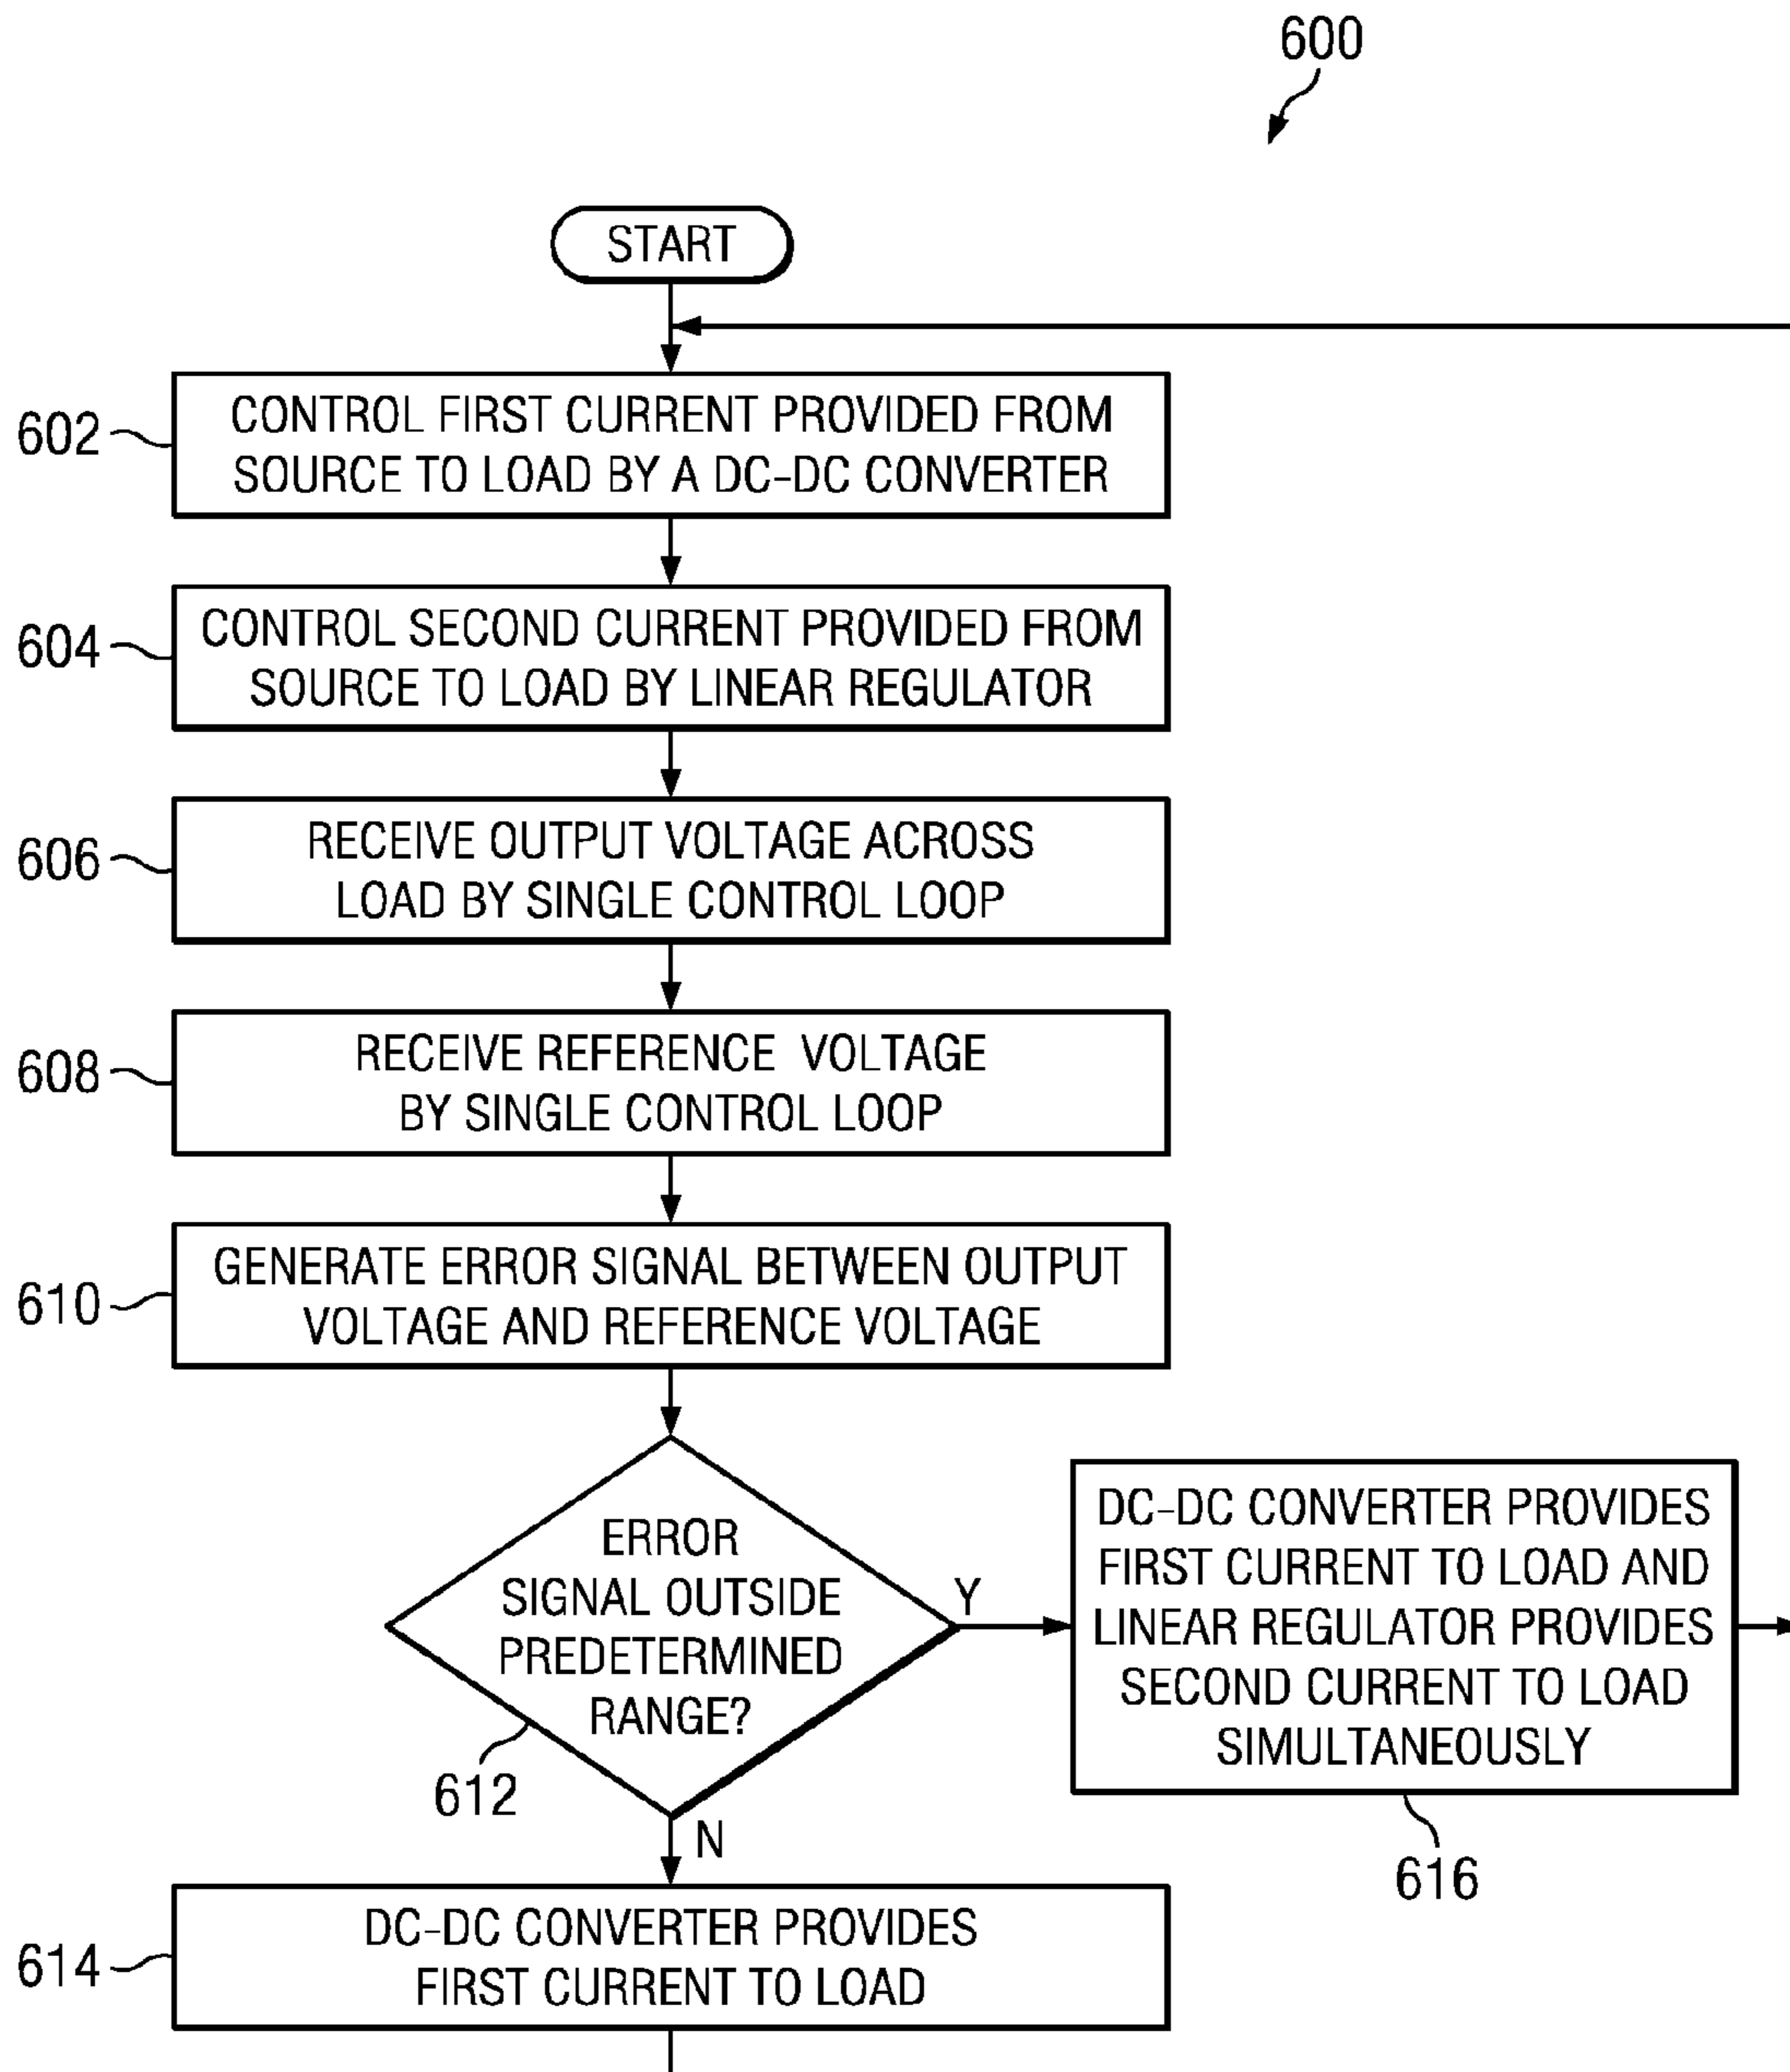 600
START
602
CONTROL FIRST CURRENT PROVIDED FROM
SOURCE TO LOAD BY A DC-DC CONVERTER
604
CONTROL SECOND CURRENT PROVIDED FROM
SOURCE TO LOAD BY LINEAR REGULATOR
606
RECEIVE OUTPUT VOLTAGE ACROSS
LOAD BY SINGLE CONTROL LOOP
608
RECEIVE REFERENCE VOLTAGE
BY SINGLE CONTROL LOOP
610
GENERATE ERROR SIGNAL BETWEEN OUTPUT
VOLTAGE AND REFERENCE VOLTAGE
ERROR
SIGNAL OUTSIDE
PREDETERMINED
RANGE?
612
Y
N
DC-DC CONVERTER PROVIDES
FIRST CURRENT TO LOAD AND
LINEAR REGULATOR PROVIDES
SECOND CURRENT TO LOAD
SIMULTANEOUSLY
616
614
DC-DC CONVERTER PROVIDES
FIRST CURRENT TO LOAD